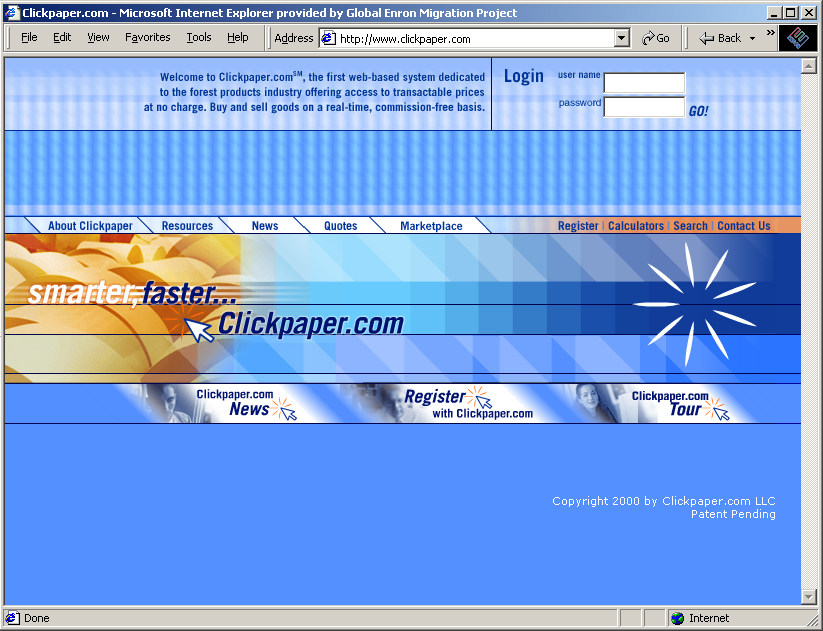 Clickpaper.com - Microsoft Internet Explorer provided by Global Enron Migration Project
File Edit View Favorites Tools Help Address http://www.clickpaper.com Go Back »
Welcome to Clickpaper.com℠, the first web-based system dedicated
to the forest products industry offering access to transactable prices
at no charge. Buy and sell goods on a real-time, commission-free basis.
Login user name
password GO!
About Clickpaper Resources News Quotes Marketplace Register | Calculators | Search | Contact Us
smarter, faster...
Clickpaper.com
Clickpaper.com
News
Register
with Clickpaper.com
Clickpaper.com
Tour
Copyright 2000 by Clickpaper.com LLC
Patent Pending
Done Internet